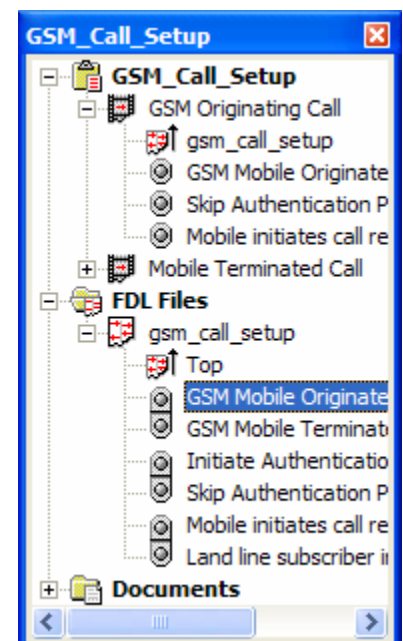 GSM_Call_Setup
GSM_Call_Setup
GSM Originating Call
gsm_call_setup
GSM Mobile Originate
Skip Authentication P
Mobile initiates call re
Mobile Terminated Call
FDL Files
gsm_call_setup
Top
GSM Mobile Originate
GSM Mobile Terminat
Initiate Authenticatio
Skip Authentication P
Mobile initiates call re
Land line subscriber i
Documents